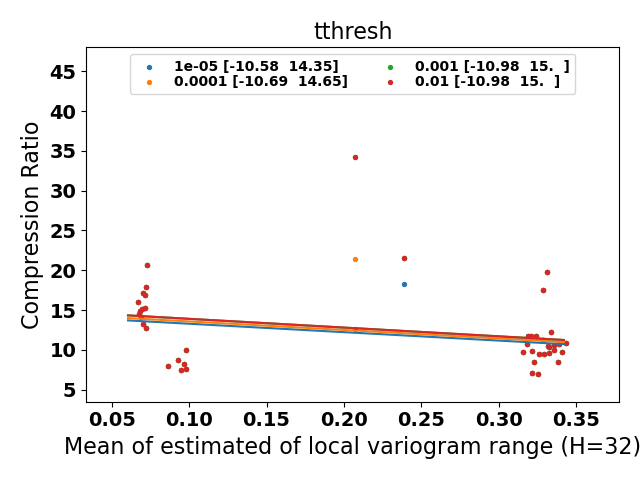 tthresh
1e-05 [-10.58  14.35]
0.0001 [-10.69  14.65]
0.001 [-10.98  15.  ]
0.01 [-10.98  15.  ]
Compression Ratio
45
40
35
30
25
20
15
10
5
0.05 0.10 0.15 0.20 0.25 0.30 0.35
Mean of estimated of local variogram range (H=32)